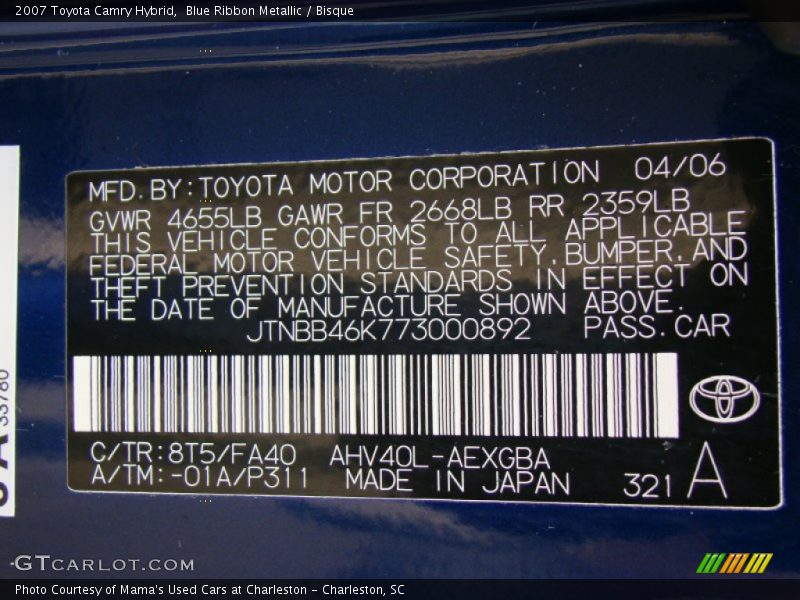 2007 Toyota Camry Hybrid, Blue Ribbon Metallic / Bisque
MFD. BY: TOYOTA MOTOR CORPORATION 04/06
GVWR 4655LB GAWR FR 2668LB RR 2359LB
THIS VEHICLE CONFORMS TO ALL APPLICABLE
FEDERAL MOTOR VEHICLE SAFETY, BUMPER, AND
THEFT PREVENTION STANDARDS IN EFFECT ON
THE DATE OF MANUFACTURE SHOWN ABOVE.
JTNBB46K773000892 PASS. CAR
C/TR: 8T5/FA40 AHV40L-AEXGBA
A/TM: -01A/P311 MADE IN JAPAN 321 A
33780
GTCARLOT.COM
Photo Courtesy of Mama's Used Cars at Charleston - Charleston, SC